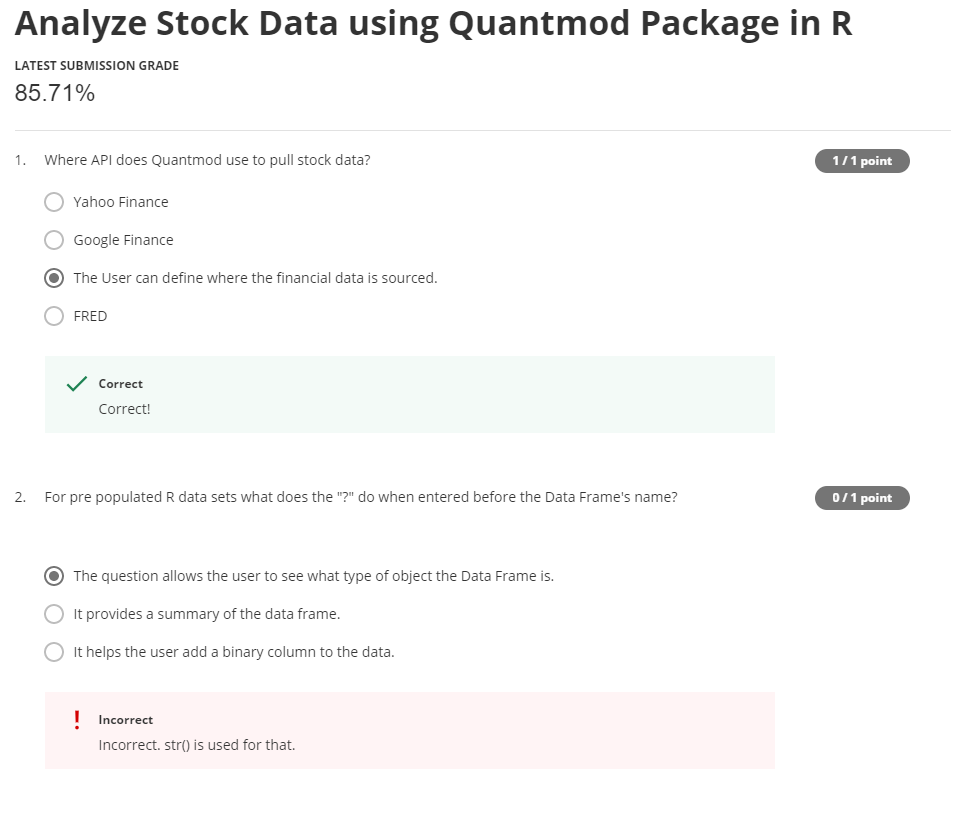 Analyze Stock Data using Quantmod Package in R
LATEST SUBMISSION GRADE
85.71%
1. Where API does Quantmod use to pull stock data?
1 / 1 point
Yahoo Finance
Google Finance
The User can define where the financial data is sourced.
FRED
Correct
Correct!
2. For pre populated R data sets what does the "?" do when entered before the Data Frame's name?
0 / 1 point
The question allows the user to see what type of object the Data Frame is.
It provides a summary of the data frame.
It helps the user add a binary column to the data.
Incorrect
Incorrect. str() is used for that.